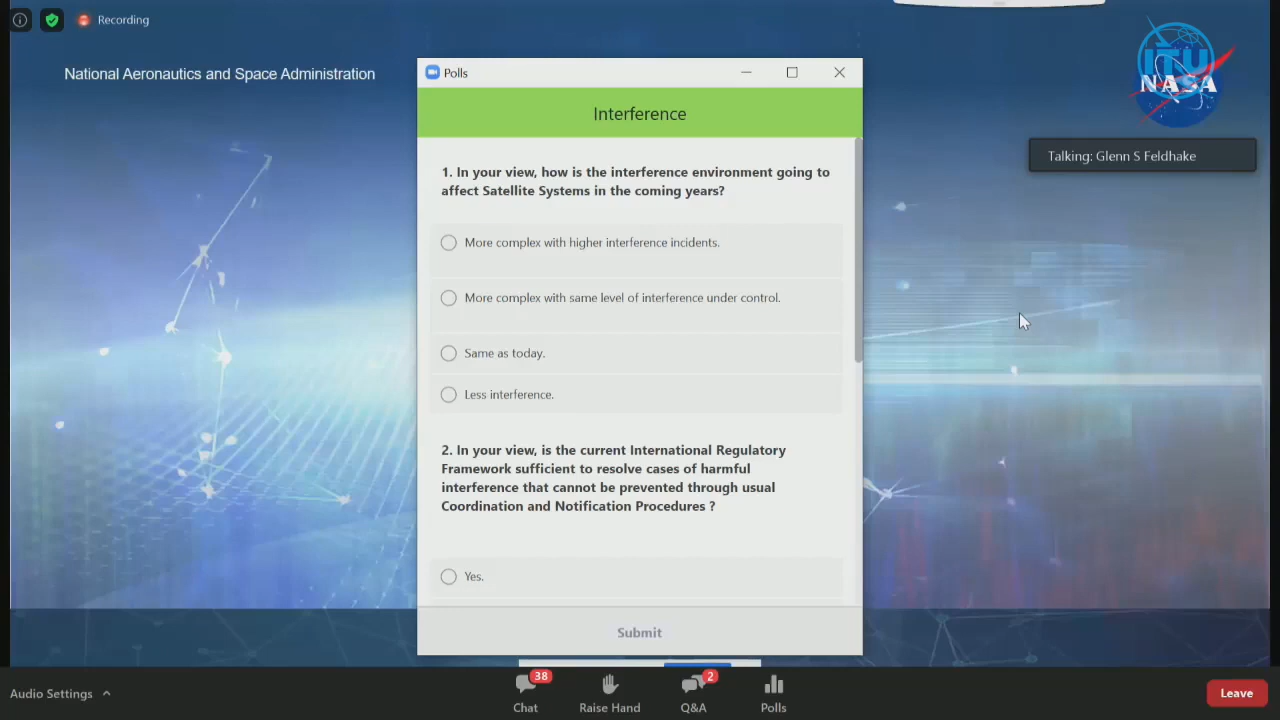 Recording
National Aeronautics and Space Administration
ITU
NASA
Talking: Glenn S Feldhake
Polls
Interference
1. In your view, how is the interference environment going to
affect Satellite Systems in the coming years?
More complex with higher interference incidents.
More complex with same level of interference under control.
Same as today.
Less interference.
2. In your view, is the current International Regulatory
Framework sufficient to resolve cases of harmful
interference that cannot be prevented through usual
Coordination and Notification Procedures ?
Yes.
Submit
Audio Settings
38
Chat
Raise Hand
2
Q&A
Polls
Leave